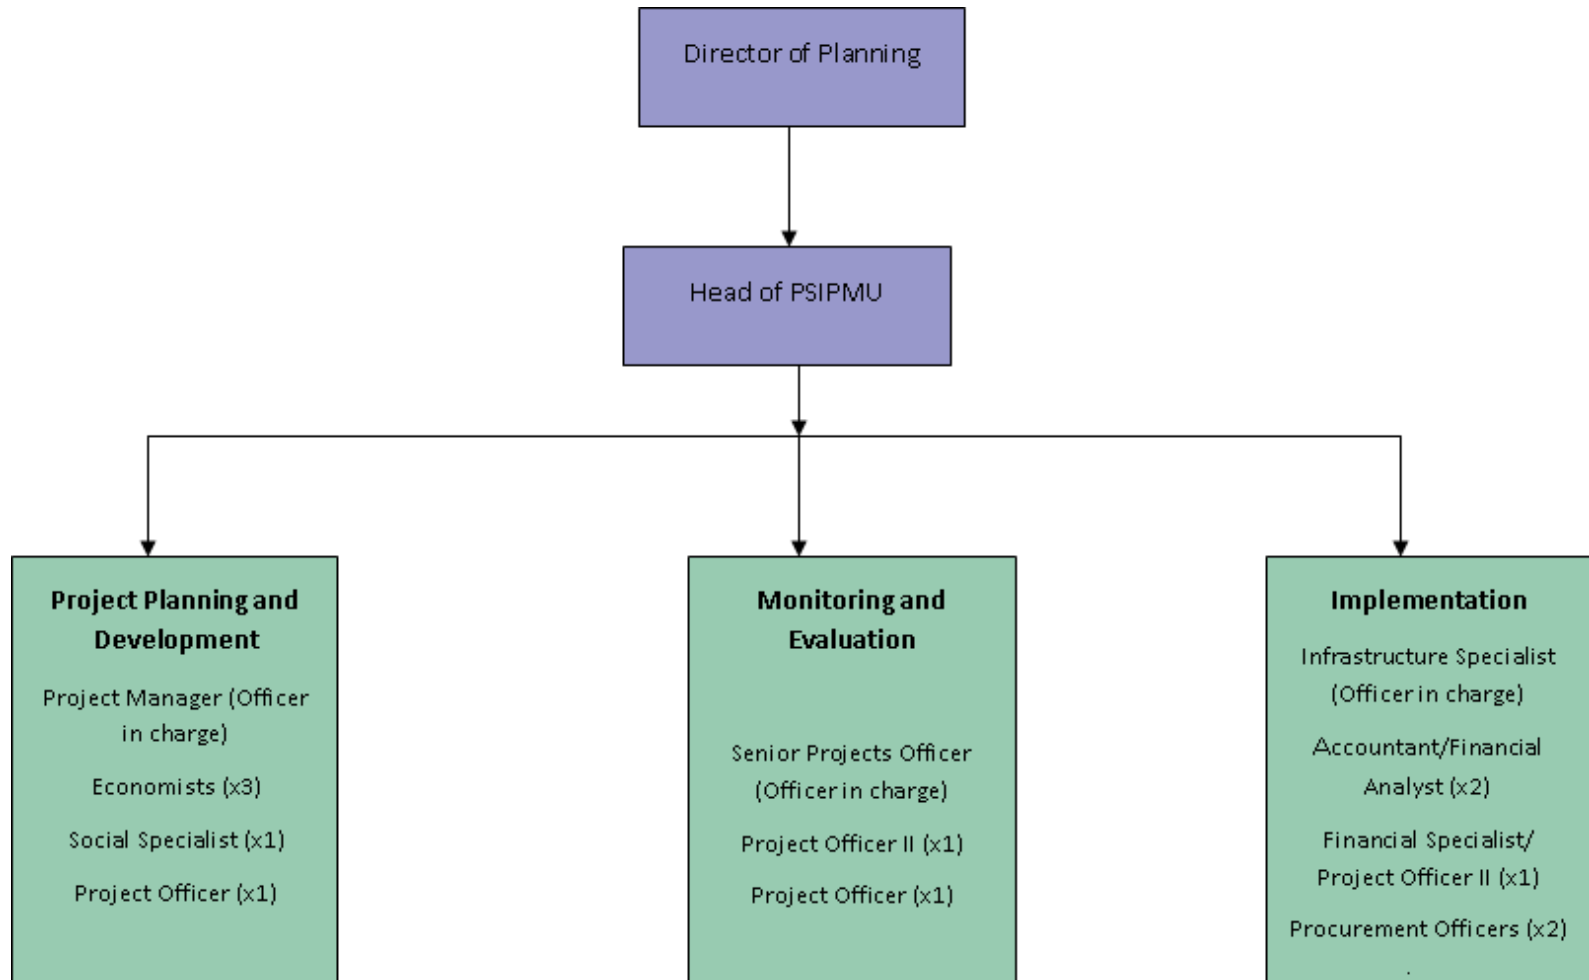 Director of Planning
Head of PSIPMU
Project Planning and
Development
Project Manager (Officer
in charge)
Economists (x3)
Social Specialist (x1)
Project Officer (x1)
Monitoring and
Evaluation
Senior Projects Officer
(Officer in charge)
Project Officer II (x1)
Project Officer (x1)
Implementation
Infrastructure Specialist
(Officer in charge)
Accountant/Financial
Analyst (x2)
Financial Specialist/
Project Officer II (x1)
Procurement Officers (x2)
.